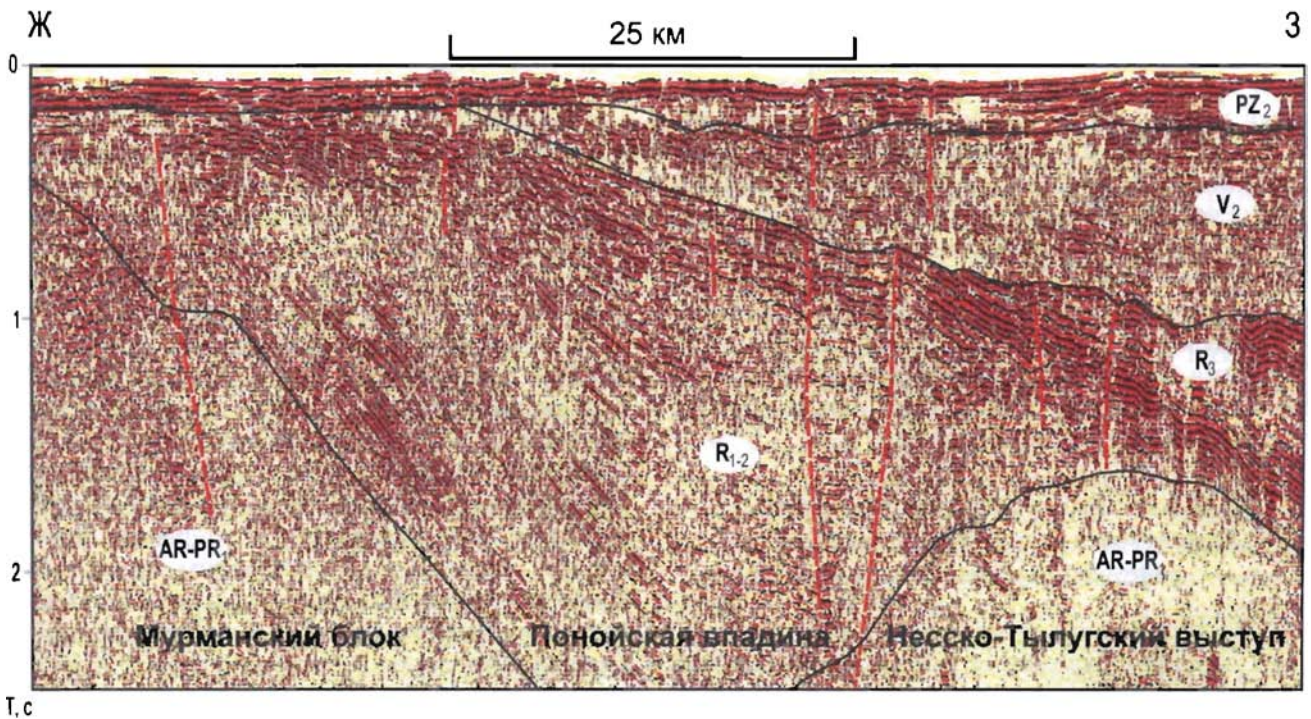 Ж
25 км
З
0
PZ2
V2
1
R3
R1-2
AR-PR
AR-PR
2
Мурманский блок
Понойская впадина
Несско-Тылугский выступ
T, c